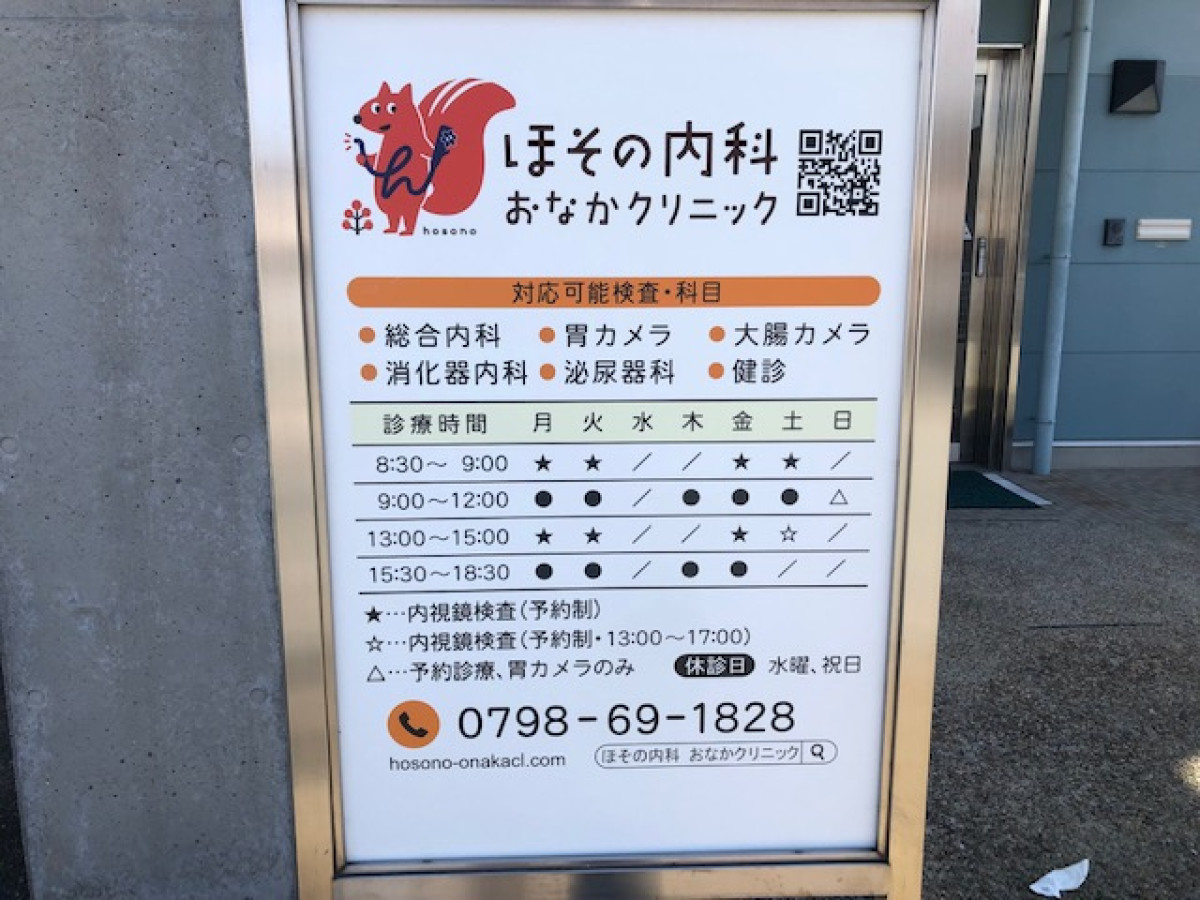 ほその内科
おなかクリニック
hosono
対応可能検査・科目
● 総合内科 ● 胃カメラ ● 大腸カメラ
● 消化器内科 ● 泌尿器科 ● 健診
診療時間 月 火 水 木 金 土 日
8:30〜 9:00 ★ ★ ／ ／ ★ ★ ／
9:00〜12:00 ● ● ／ ● ● ● △
13:00〜15:00 ★ ★ ／ ／ ★ ☆ ／
15:30〜18:30 ● ● ／ ● ● ／ ／
★…内視鏡検査(予約制)
☆…内視鏡検査(予約制・13:00〜17:00)
△…予約診療、胃カメラのみ 休診日 水曜、祝日
0798-69-1828
hosono-onakacl.com ほその内科 おなかクリニック